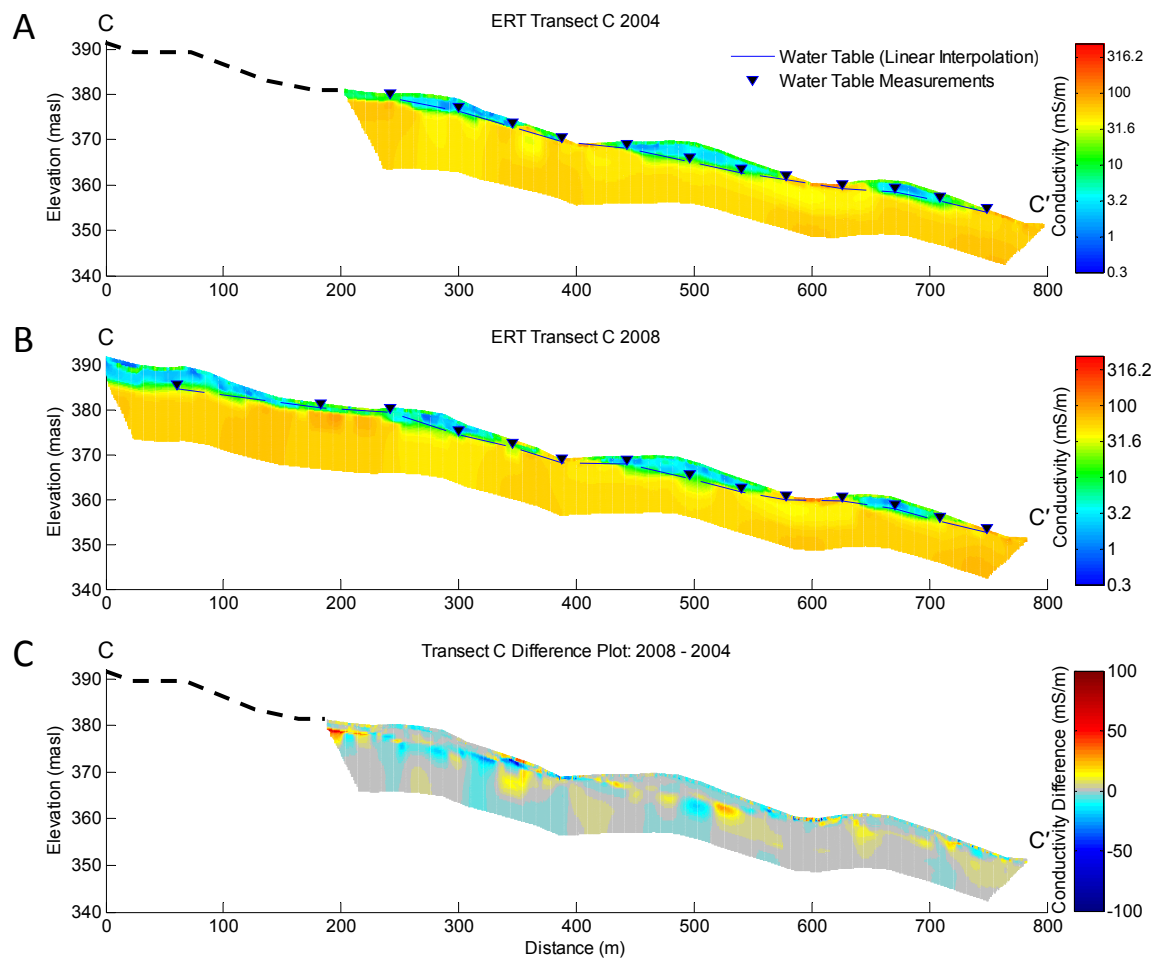 A
C
ERT Transect C 2004
Water Table (Linear Interpolation)
Water Table Measurements
Elevation (masl)
390
380
370
360
350
340
0 100 200 300 400 500 600 700 800
C'
Conductivity (mS/m)
316.2
100
31.6
10
3.2
1
0.3
B
C
ERT Transect C 2008
Elevation (masl)
390
380
370
360
350
340
0 100 200 300 400 500 600 700 800
C'
Conductivity (mS/m)
316.2
100
31.6
10
3.2
1
0.3
C
C
Transect C Difference Plot: 2008 - 2004
Elevation (masl)
390
380
370
360
350
340
0 100 200 300 400 500 600 700 800
Distance (m)
C'
Conductivity Difference (mS/m)
100
50
0
-50
-100